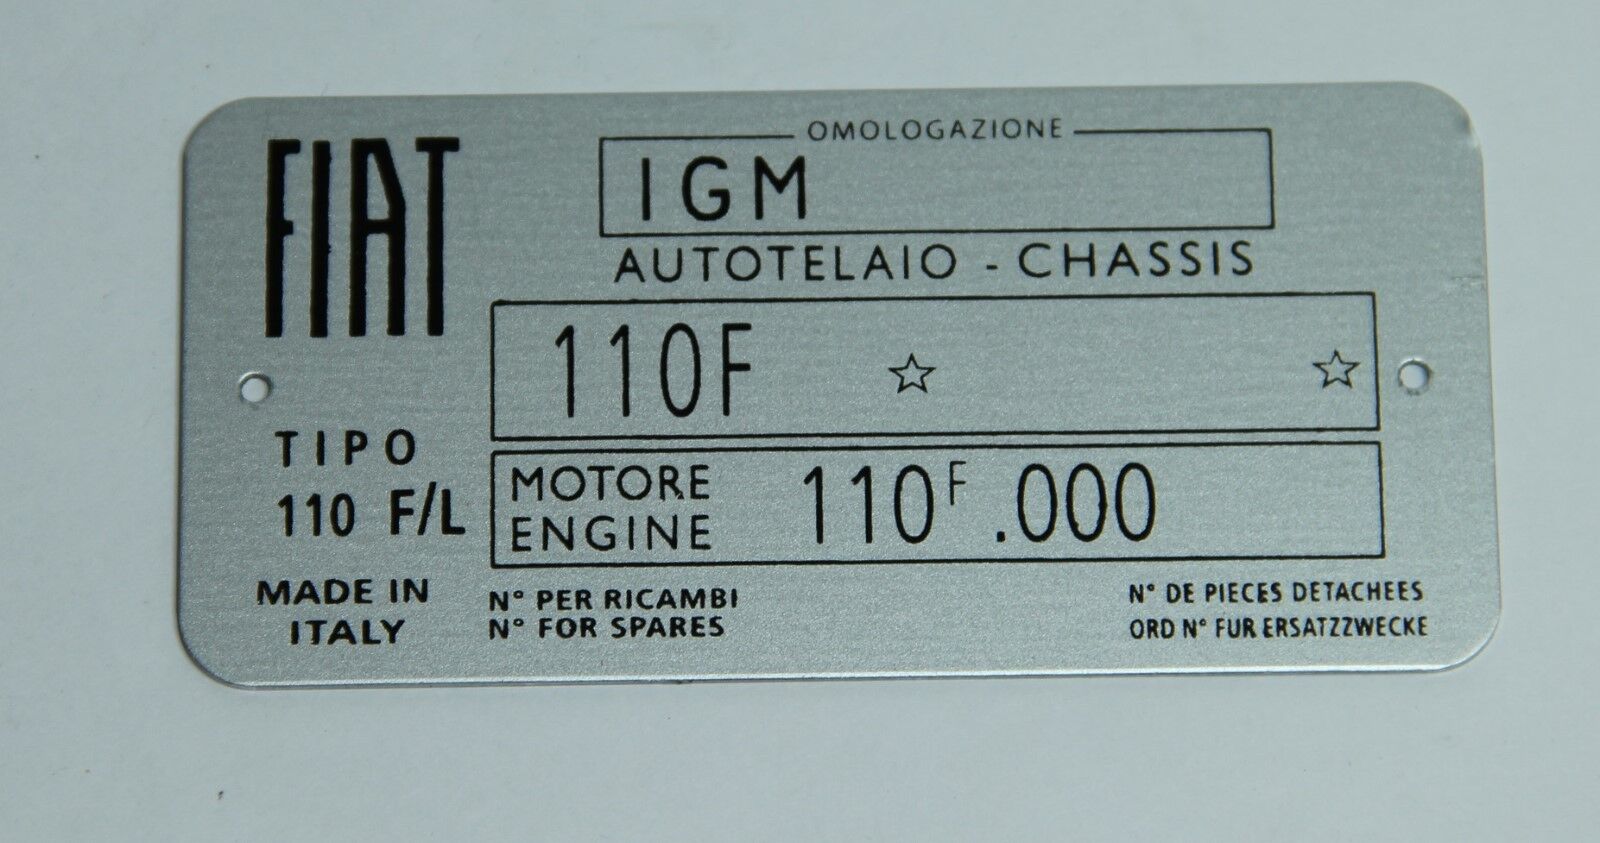 FIAT
OMOLOGAZIONE
IGM
AUTOTELAIO - CHASSIS
110F ☆ ☆
TIPO
110 F/L
MOTORE
ENGINE
110F .000
MADE IN
ITALY
N° PER RICAMBI
N° FOR SPARES
N° DE PIECES DETACHEES
ORD N° FUR ERSATZZWECKE